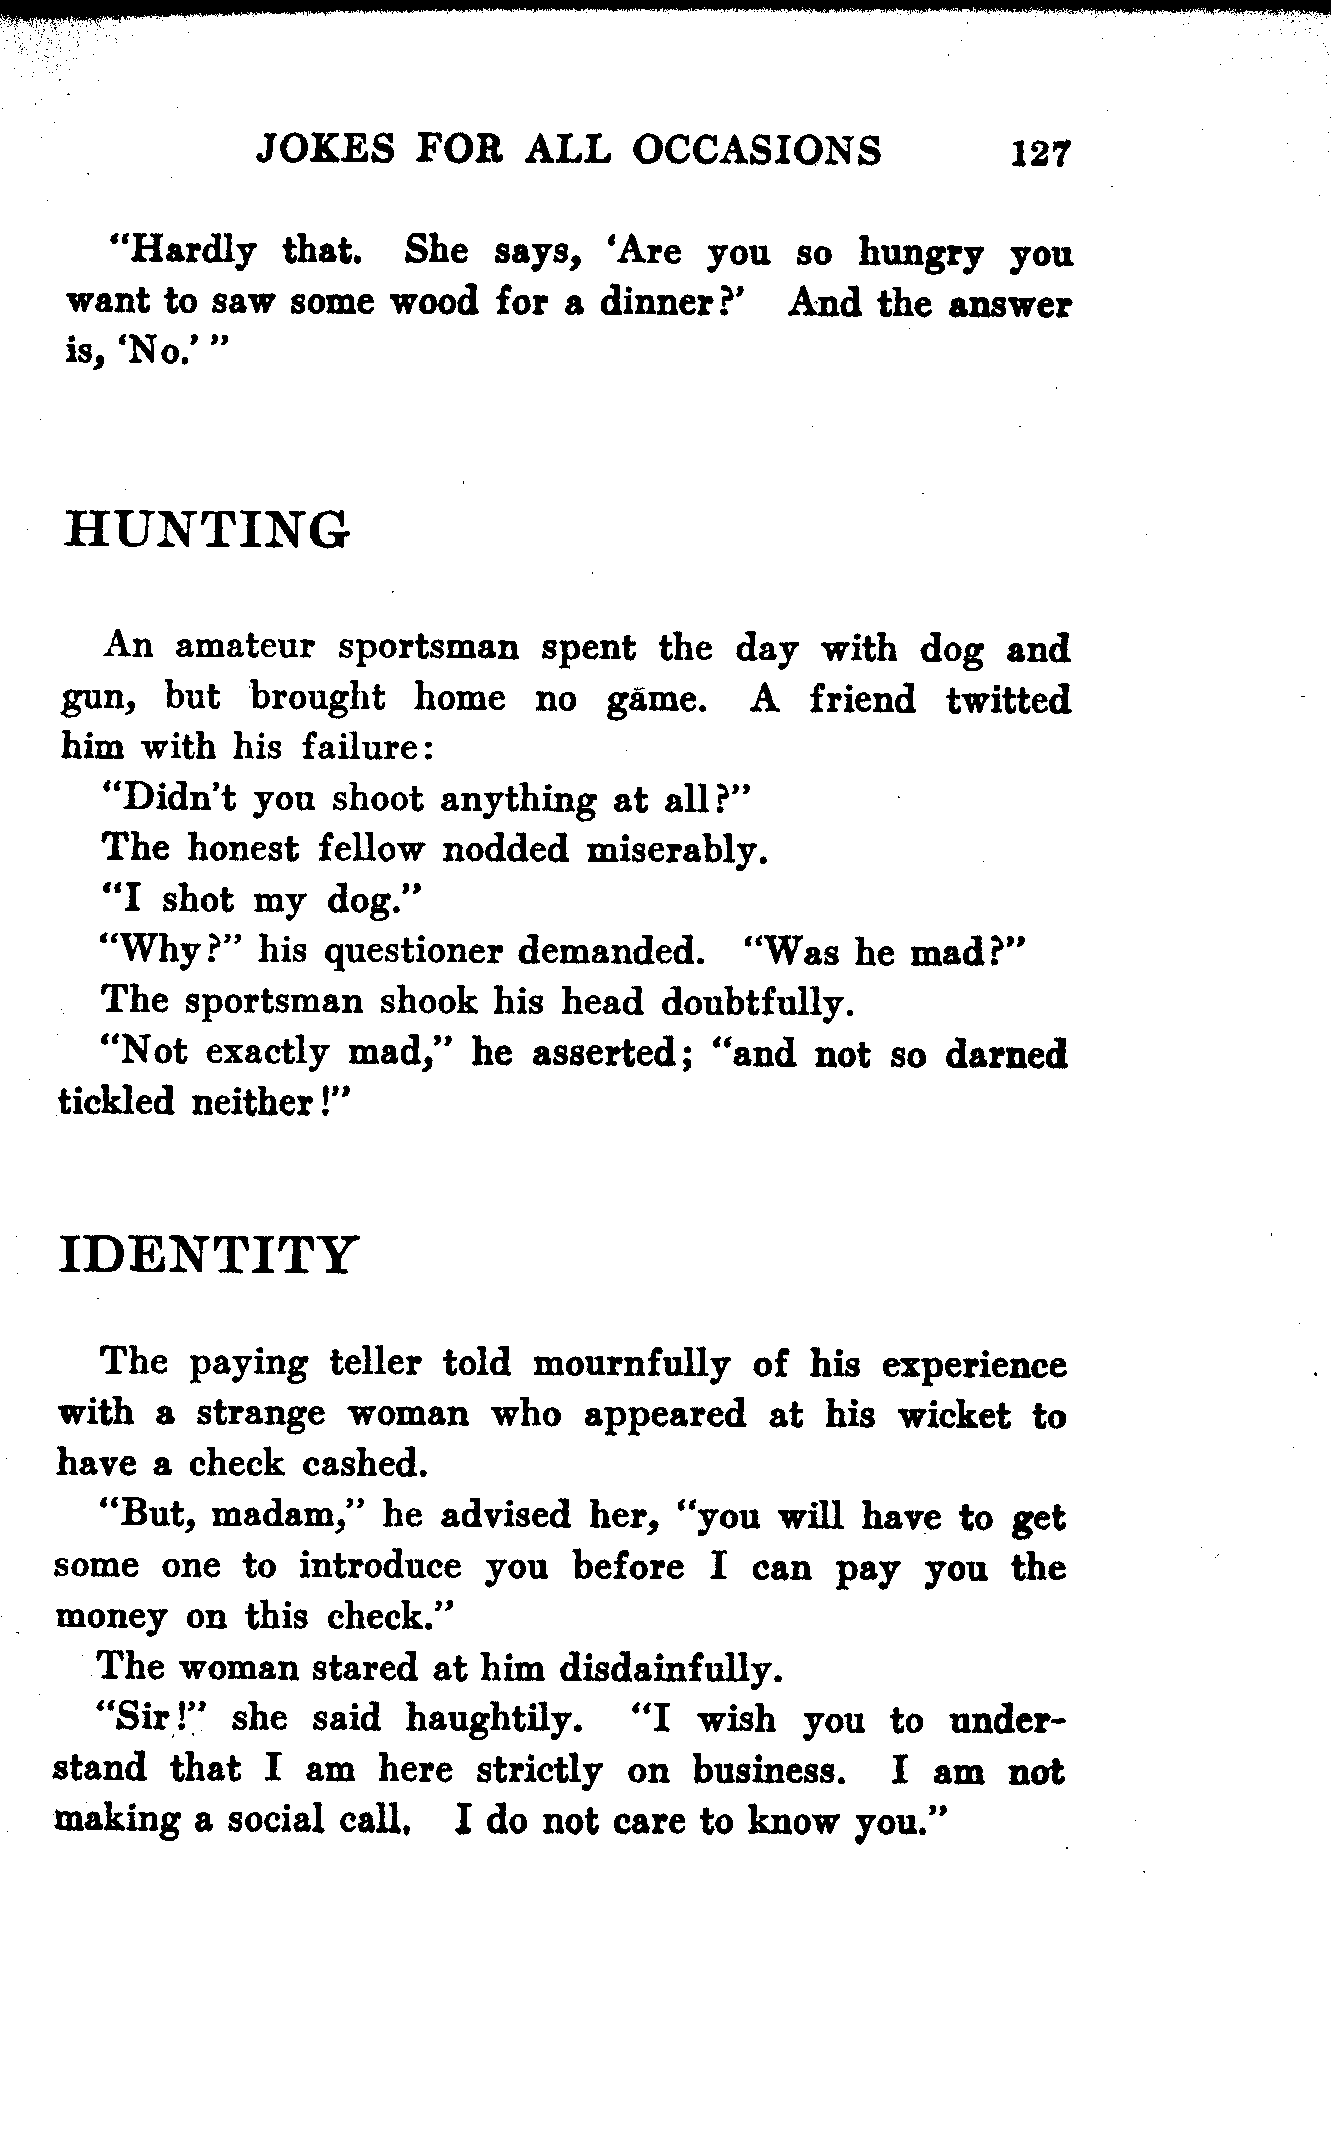 JOKES FOR ALL OCCASIONS 127
"Hardly that. She says, 'Are you so hungry you
want to saw some wood for a dinner?' And the answer
is, 'No.' "
HUNTING
An amateur sportsman spent the day with dog and
gun, but brought home no game. A friend twitted
him with his failure:
"Didn't you shoot anything at all?"
The honest fellow nodded miserably.
"I shot my dog."
"Why?" his questioner demanded. "Was he mad?"
The sportsman shook his head doubtfully.
"Not exactly mad," he asserted; "and not so darned
tickled neither!"
IDENTITY
The paying teller told mournfully of his experience
with a strange woman who appeared at his wicket to
have a check cashed.
"But, madam," he advised her, "you will have to get
some one to introduce you before I can pay you the
money on this check."
The woman stared at him disdainfully.
"Sir!" she said haughtily. "I wish you to under-
stand that I am here strictly on business. I am not
making a social call. I do not care to know you."